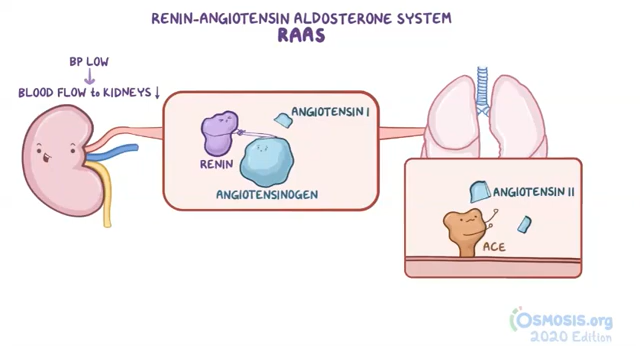 RENIN-ANGIOTENSIN ALDOSTERONE SYSTEM
RAAS
BP LOW
BLOOD FLOW to KIDNEYS ↓
ANGIOTENSIN I
RENIN
ANGIOTENSINOGEN
ANGIOTENSIN II
ACE
OSMOSIS.org
2020 Edition